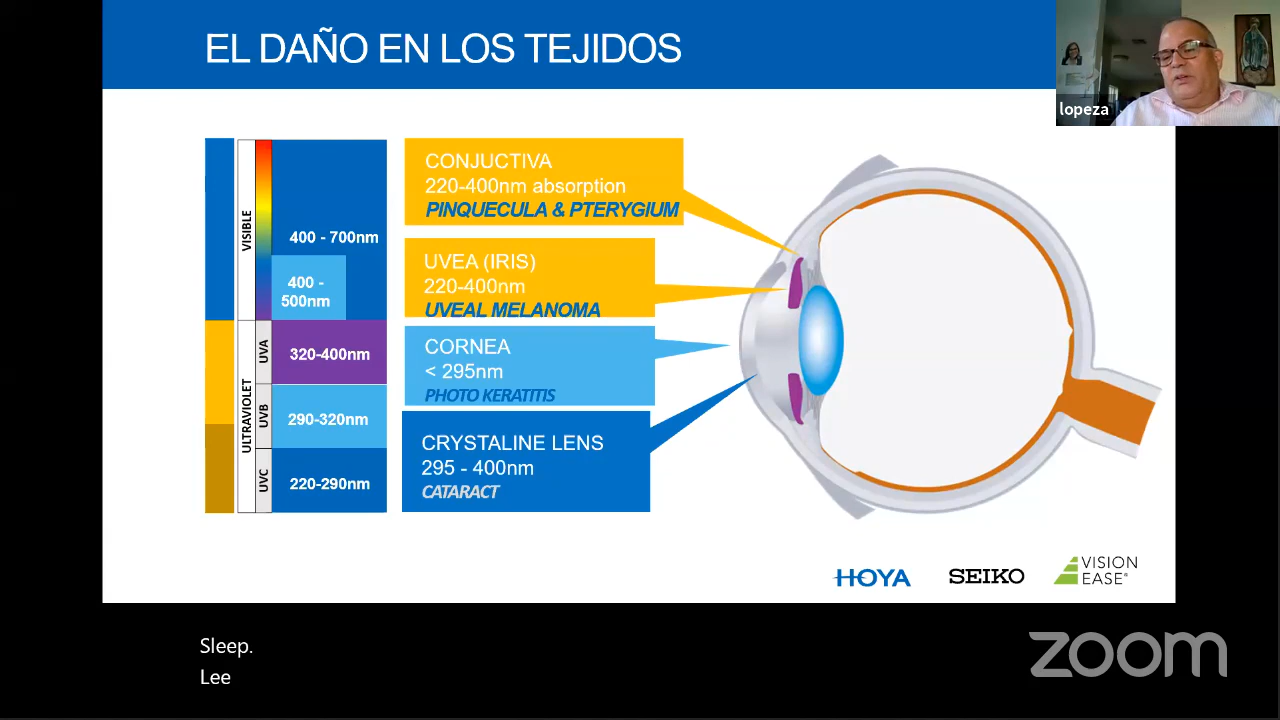 EL DAÑO EN LOS TEJIDOS
lopeza
VISIBLE
400 - 700nm
400 -
500nm
ULTRAVIOLET
UVA
320-400nm
UVB
290-320nm
UVC
220-290nm
CONJUCTIVA
220-400nm absorption
PINQUECULA & PTERYGIUM
UVEA (IRIS)
220-400nm
UVEAL MELANOMA
CORNEA
< 295nm
PHOTO KERATITIS
CRYSTALINE LENS
295 - 400nm
CATARACT
HOYA
SEIKO
VISION
EASE®
Sleep.
Lee
zoom